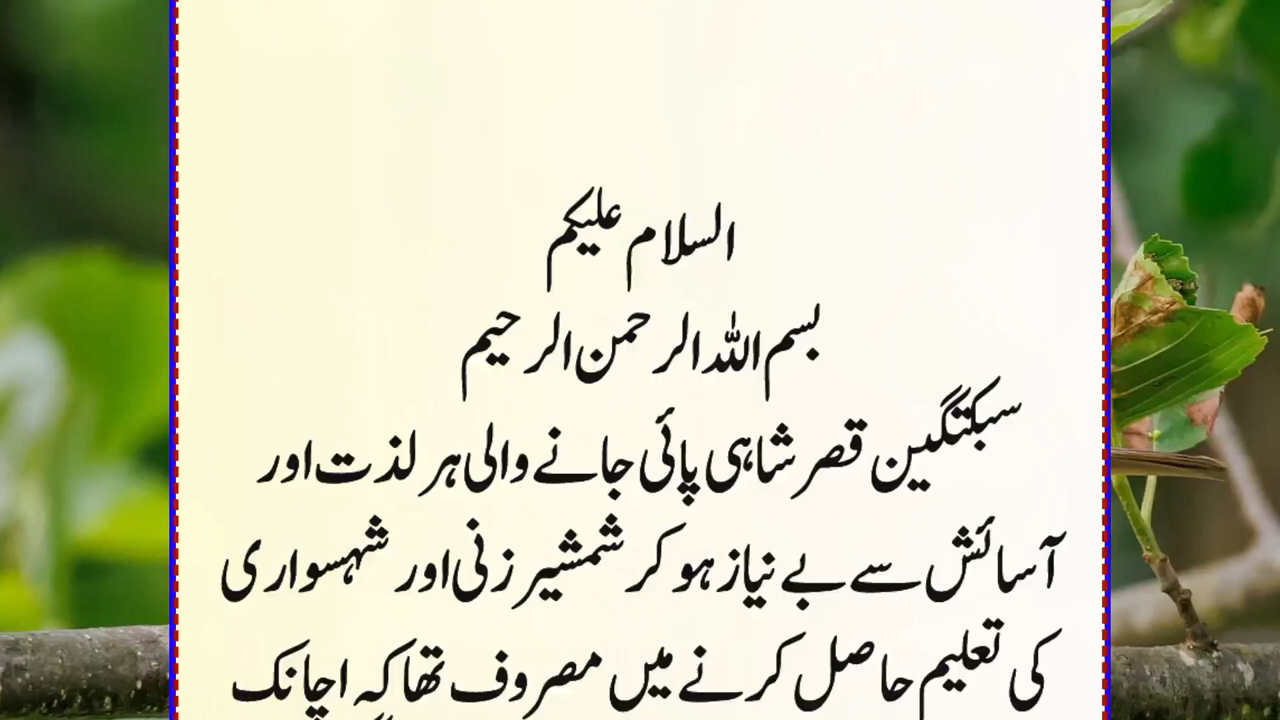 السلام علیکم
بسم اللہ الرحمن الرحیم
سبکتگین قصر شاہی پائی جانے والی ہر لذت اور
آسائش سے بے نیاز ہو کر شمشیر زنی اور شہسواری
کی تعلیم حاصل کرنے میں مصروف تھا کہ اچانک